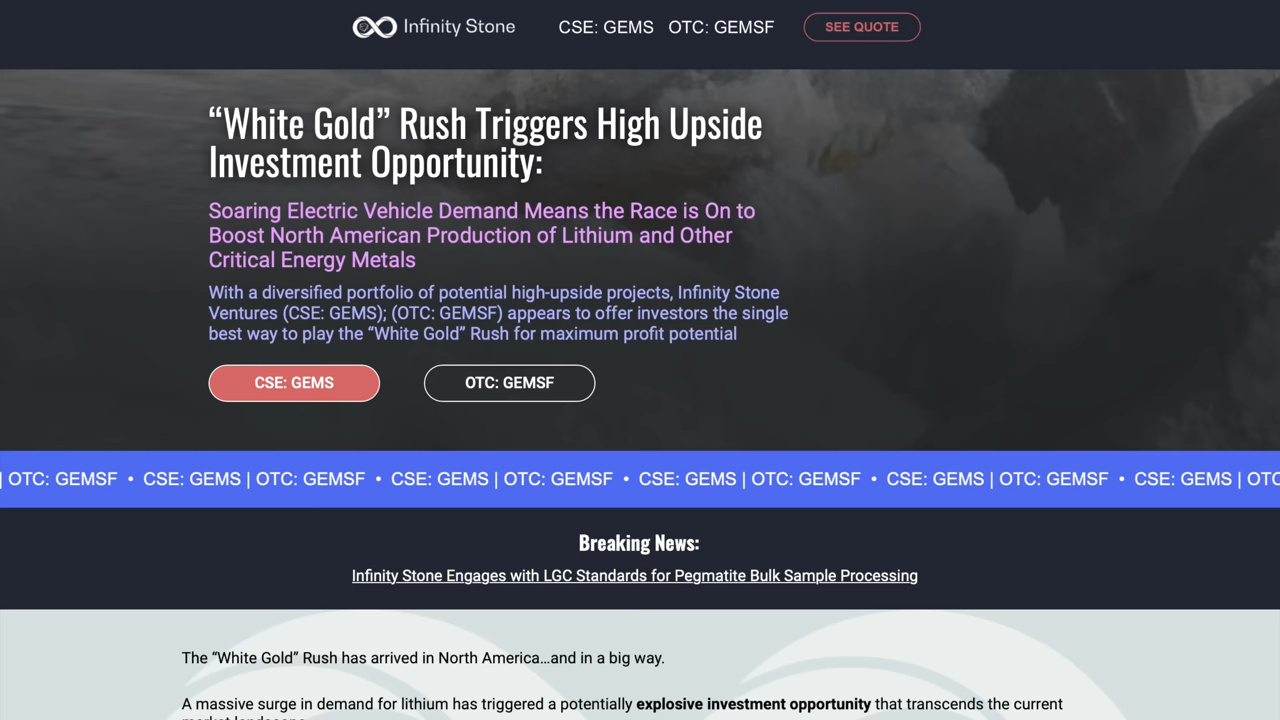 Infinity Stone
CSE: GEMS OTC: GEMSF
SEE QUOTE
“White Gold” Rush Triggers High Upside
Investment Opportunity:
Soaring Electric Vehicle Demand Means the Race is On to
Boost North American Production of Lithium and Other
Critical Energy Metals
With a diversified portfolio of potential high-upside projects, Infinity Stone
Ventures (CSE: GEMS); (OTC: GEMSF) appears to offer investors the single
best way to play the “White Gold” Rush for maximum profit potential
CSE: GEMS
OTC: GEMSF
| OTC: GEMSF • CSE: GEMS | OTC: GEMSF • CSE: GEMS | OTC: GEMSF • CSE: GEMS | OTC: GEMSF • CSE: GEMS | OTC: GEMSF • CSE: GEMS | OTC
Breaking News:
Infinity Stone Engages with LGC Standards for Pegmatite Bulk Sample Processing
The “White Gold” Rush has arrived in North America…and in a big way.
A massive surge in demand for lithium has triggered a potentially explosive investment opportunity that transcends the current
market landscape